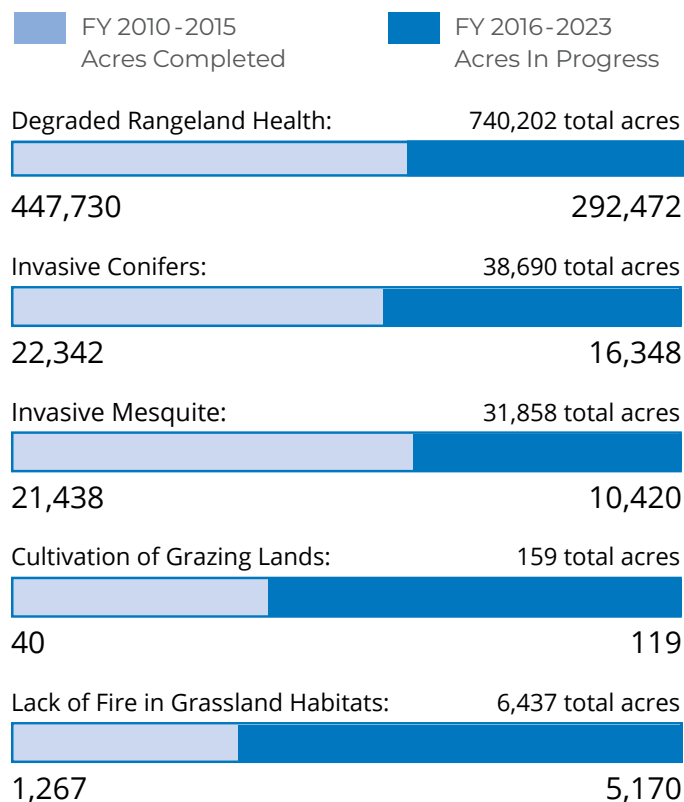 FY 2010-2015 FY 2016-2023
Acres Completed Acres In Progress
Degraded Rangeland Health: 740,202 total acres
447,730 292,472
Invasive Conifers: 38,690 total acres
22,342 16,348
Invasive Mesquite: 31,858 total acres
21,438 10,420
Cultivation of Grazing Lands: 159 total acres
40 119
Lack of Fire in Grassland Habitats: 6,437 total acres
1,267 5,170